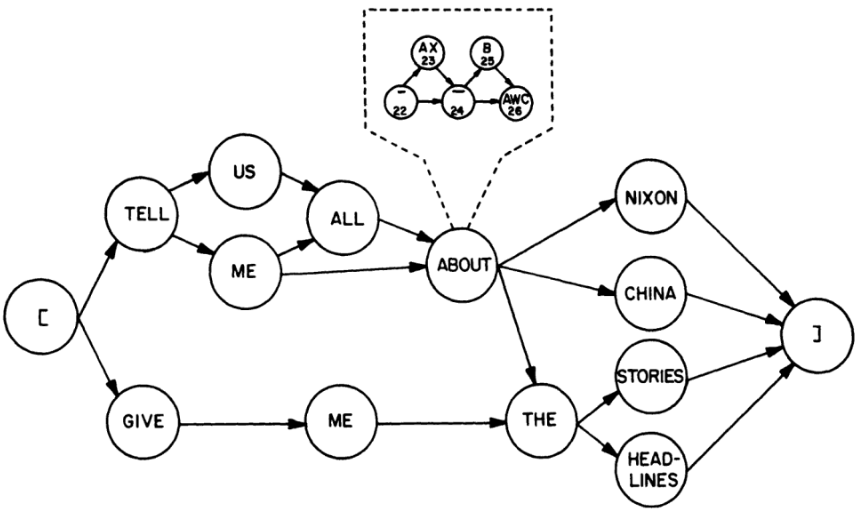 AX
23
B
25
–
22
–
24
AWC
26
US
TELL
ALL
ME
ABOUT
NIXON
CHINA
[
]
STORIES
GIVE
ME
THE
HEAD-
LINES